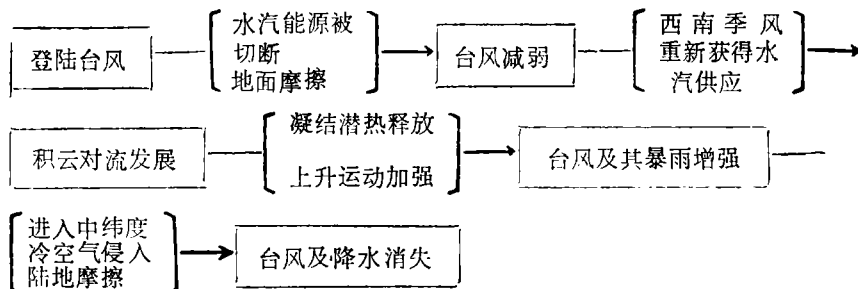 登陆台风
水汽能源被
切断
地面摩擦
台风减弱
西南季风
重新获得水
汽供应
积云对流发展
凝结潜热释放
上升运动加强
台风及其暴雨增强
进入中纬度
冷空气侵入
陆地摩擦
台风及降水消失